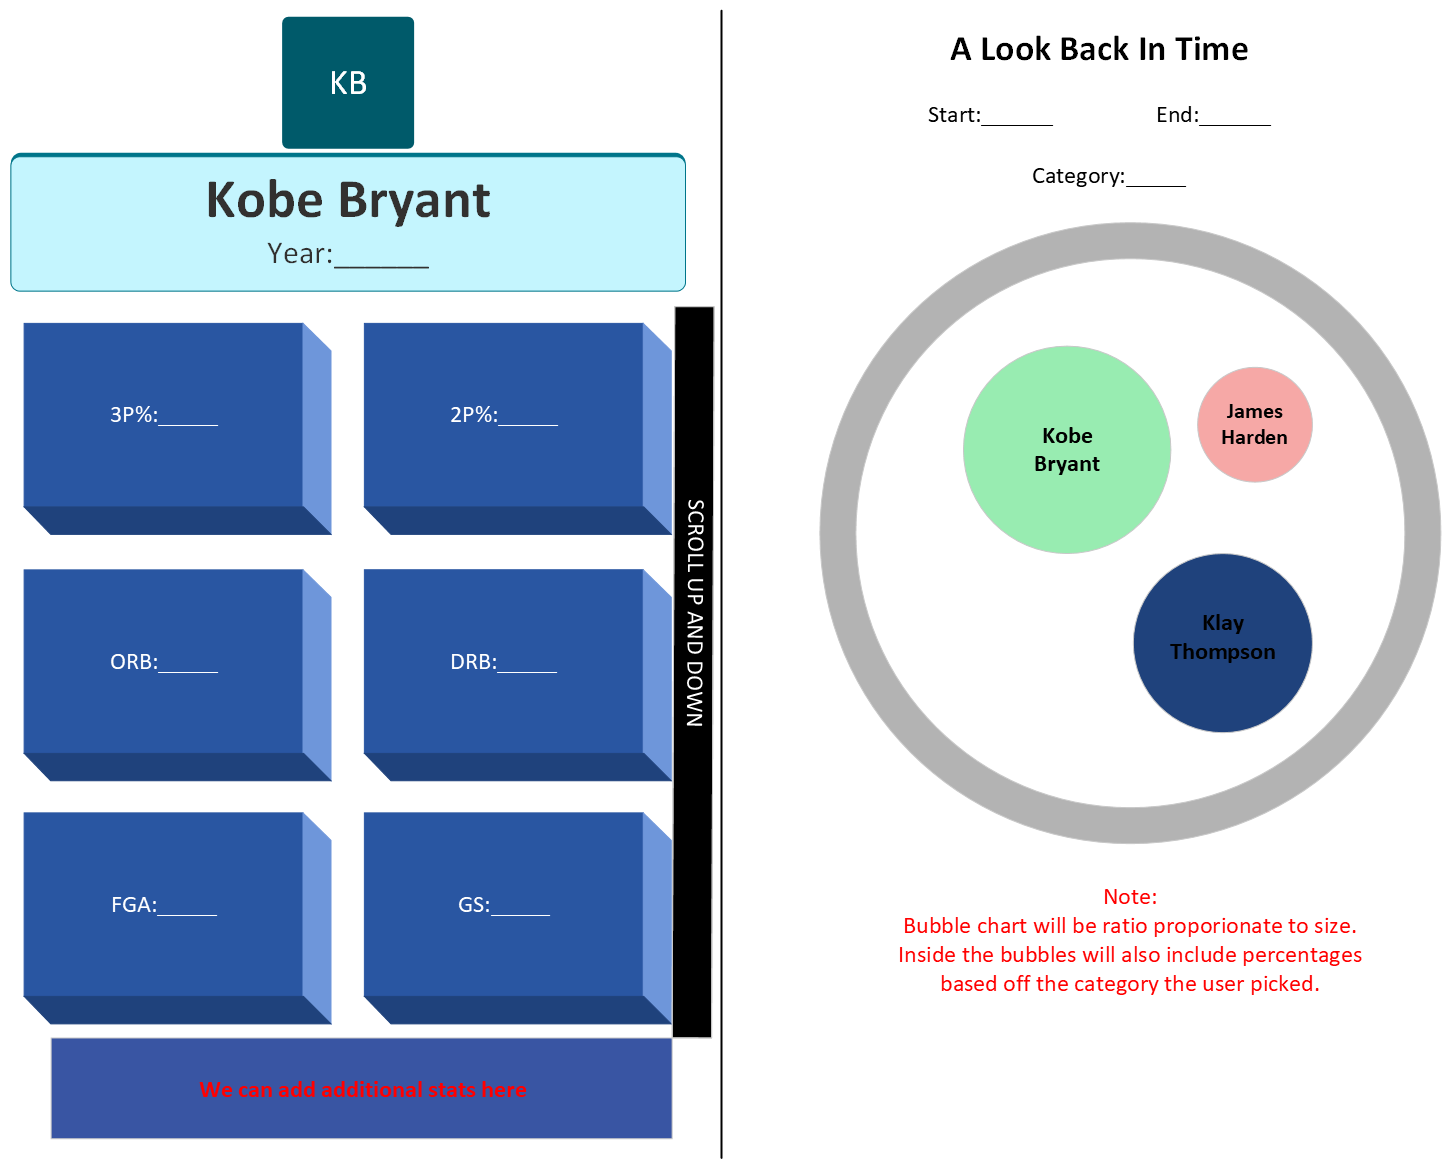 KB
Kobe Bryant
Year:______
3P%:_____
2P%:_____
ORB:_____
DRB:_____
FGA:_____
GS:_____
SCROLL UP AND DOWN
We can add additional stats here
A Look Back In Time
Start:______
End:______
Category:_____
Kobe
Bryant
James
Harden
Klay
Thompson
Note:
Bubble chart will be ratio proporionate to size.
Inside the bubbles will also include percentages
based off the category the user picked.